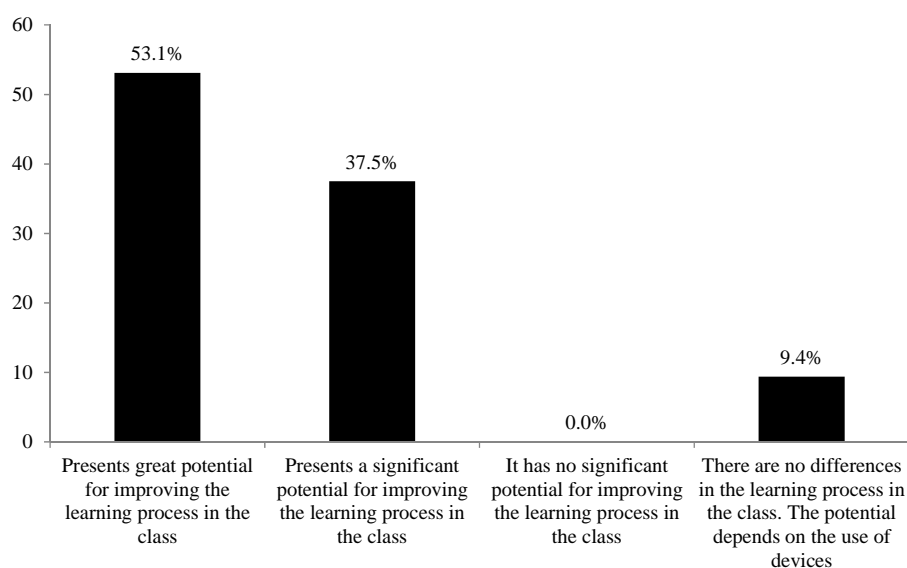 60
50
40
30
20
10
0
53.1%
37.5%
0.0%
9.4%
Presents great potential
for improving the
learning process in the
class
Presents a significant
potential for improving
the learning process in
the class
It has no significant
potential for improving
the learning process in
the class
There are no differences
in the learning process in
the class. The potential
depends on the use of
devices